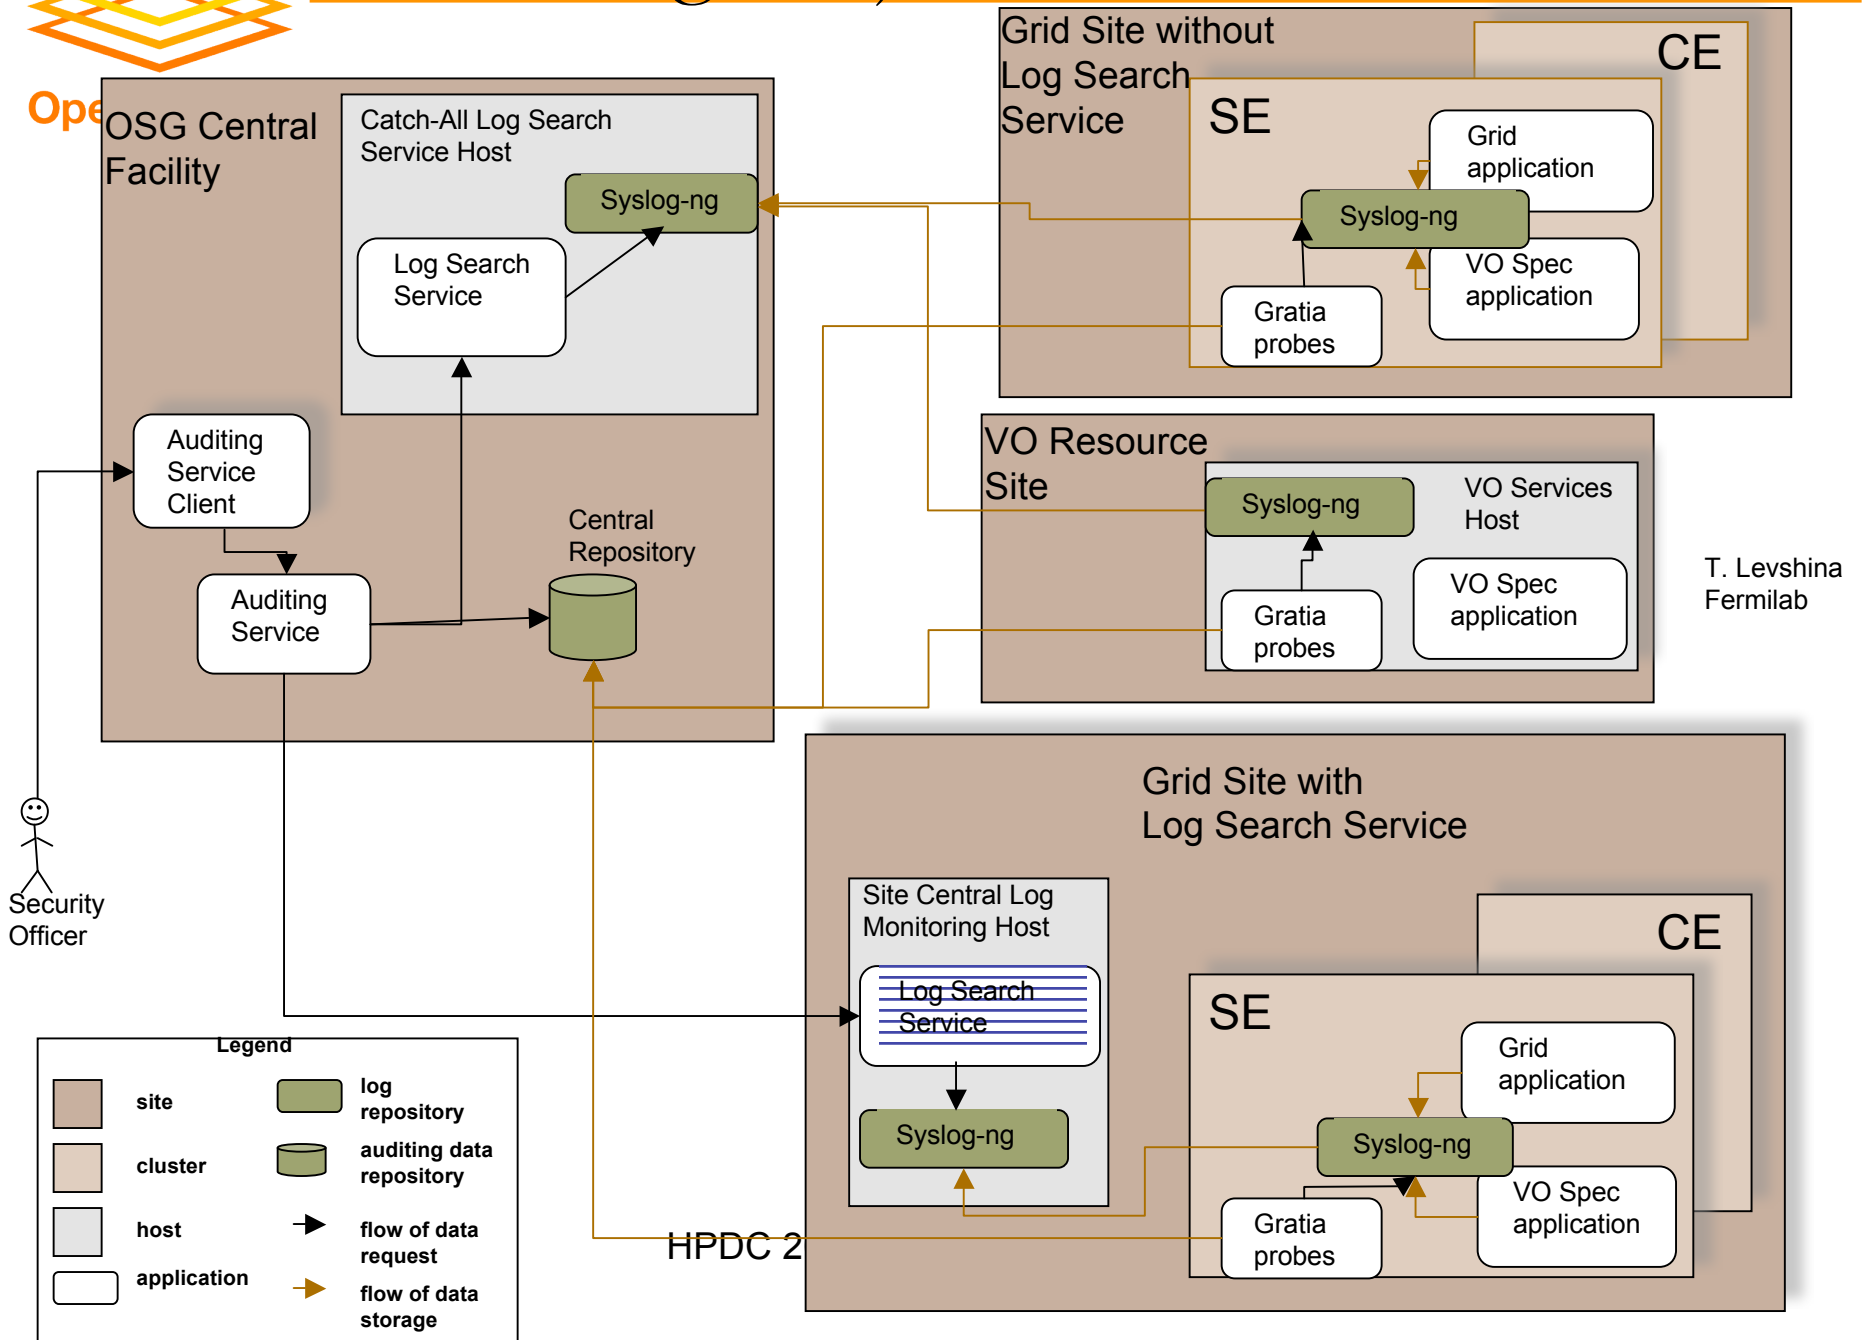 Ope
OSG Central
Facility
Catch-All Log Search
Service Host
Syslog-ng
Log Search
Service
Auditing
Service
Client
Auditing
Service
Central
Repository
Security
Officer
Grid Site without
Log Search
Service
CE
SE
Grid
application
Syslog-ng
VO Spec
application
Gratia
probes
VO Resource
Site
Syslog-ng
VO Services
Host
VO Spec
application
Gratia
probes
T. Levshina
Fermilab
Grid Site with
Log Search Service
Site Central Log
Monitoring Host
Log Search
Service
Syslog-ng
CE
SE
Grid
application
Syslog-ng
VO Spec
application
Gratia
probes
HPDC 2
Legend
site
cluster
host
application
log
repository
auditing data
repository
flow of data
request
flow of data
storage